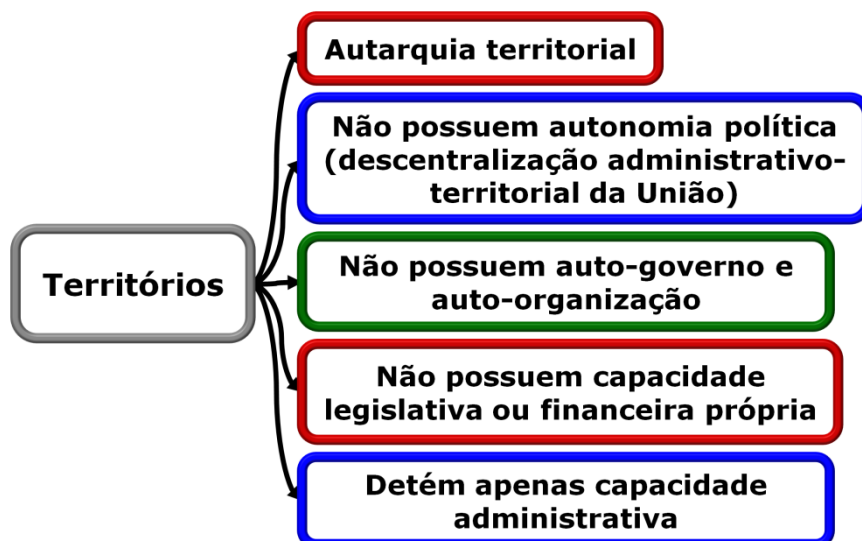 Territórios
Autarquia territorial
Não possuem autonomia política
(descentralização administrativo-
territorial da União)
Não possuem auto-governo e
auto-organização
Não possuem capacidade
legislativa ou financeira própria
Detém apenas capacidade
administrativa